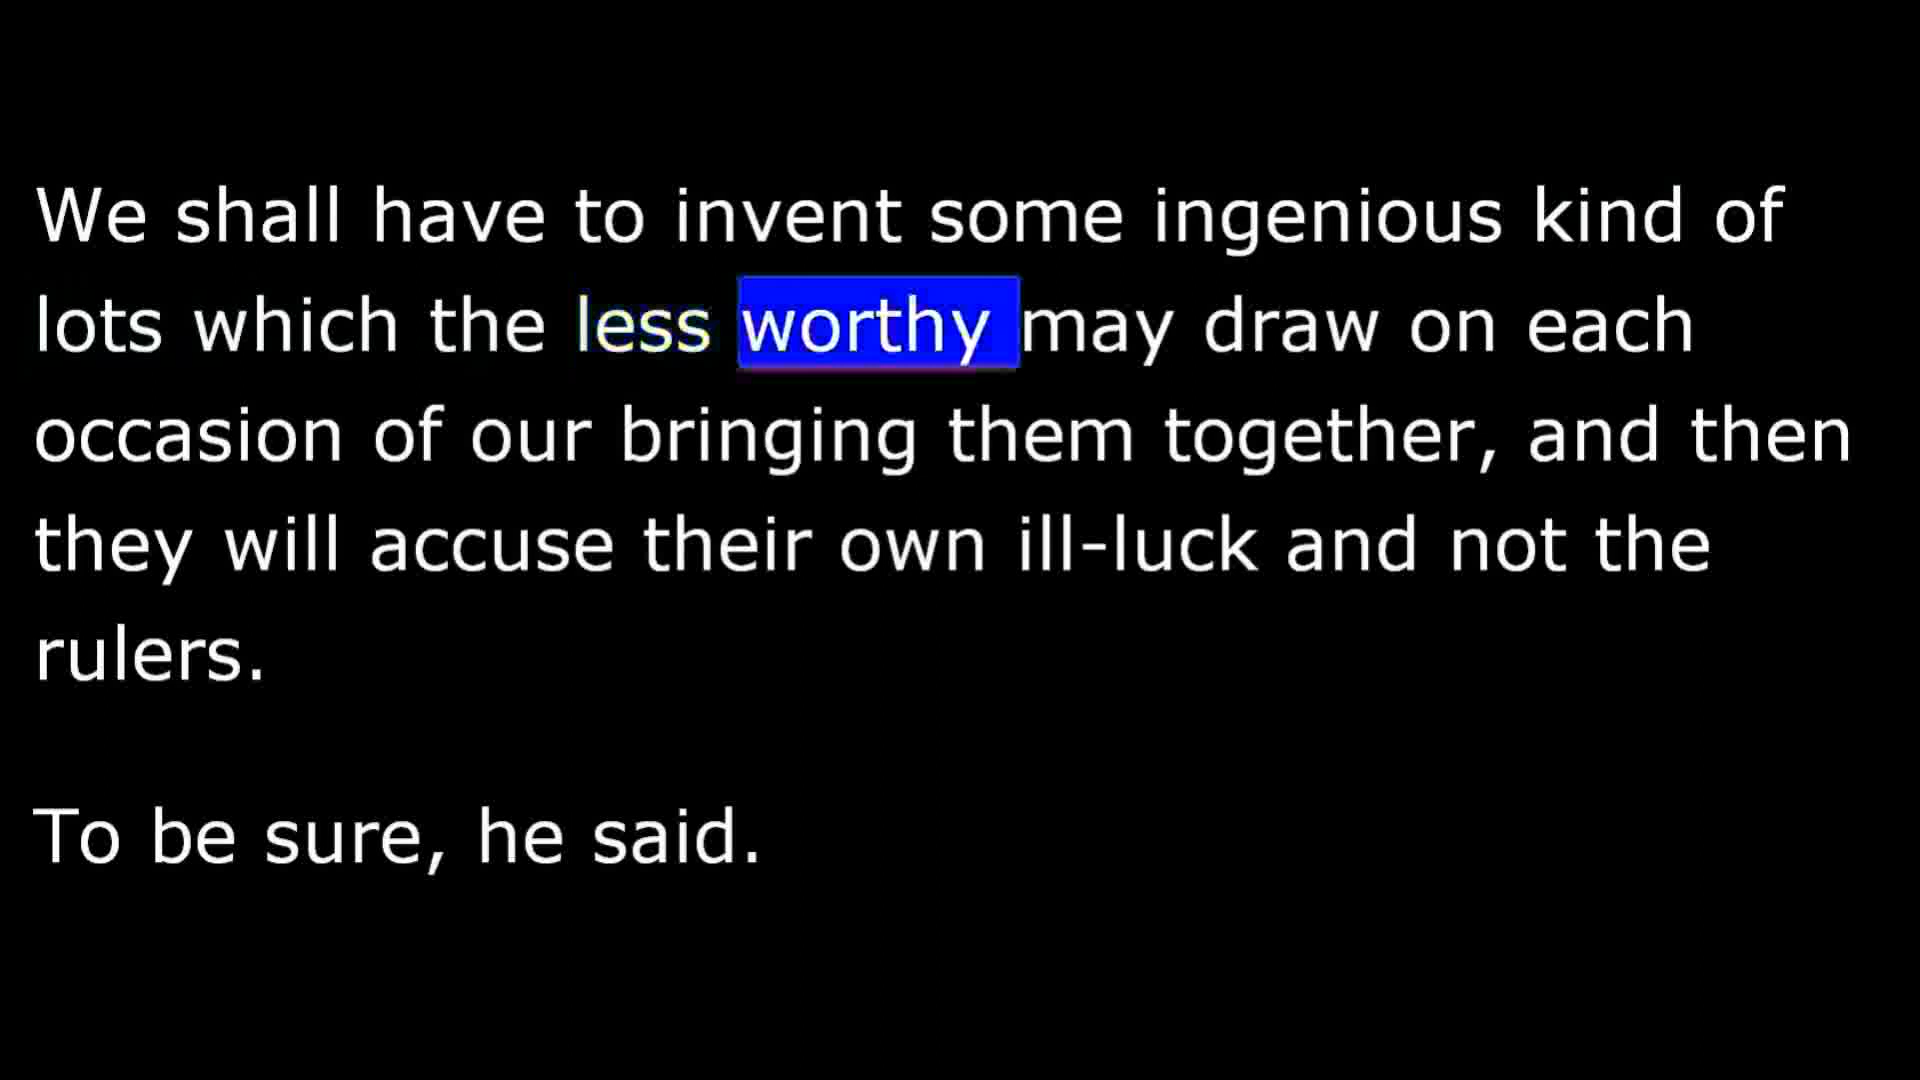 We shall have to invent some ingenious kind of
lots which the less worthy may draw on each
occasion of our bringing them together, and then
they will accuse their own ill-luck and not the
rulers.
To be sure, he said.